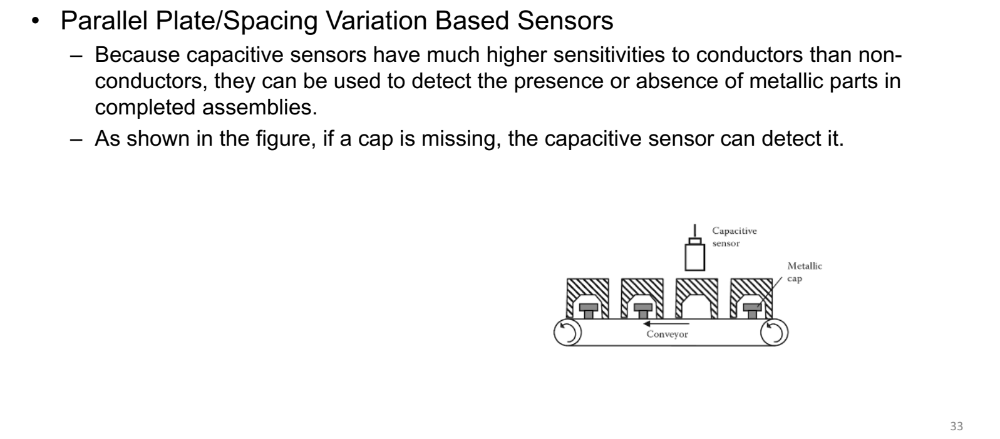 • Parallel Plate/Spacing Variation Based Sensors
– Because capacitive sensors have much higher sensitivities to conductors than non-
conductors, they can be used to detect the presence or absence of metallic parts in
completed assemblies.
– As shown in the figure, if a cap is missing, the capacitive sensor can detect it.
Capacitive
sensor
Metallic
cap
Conveyor
33